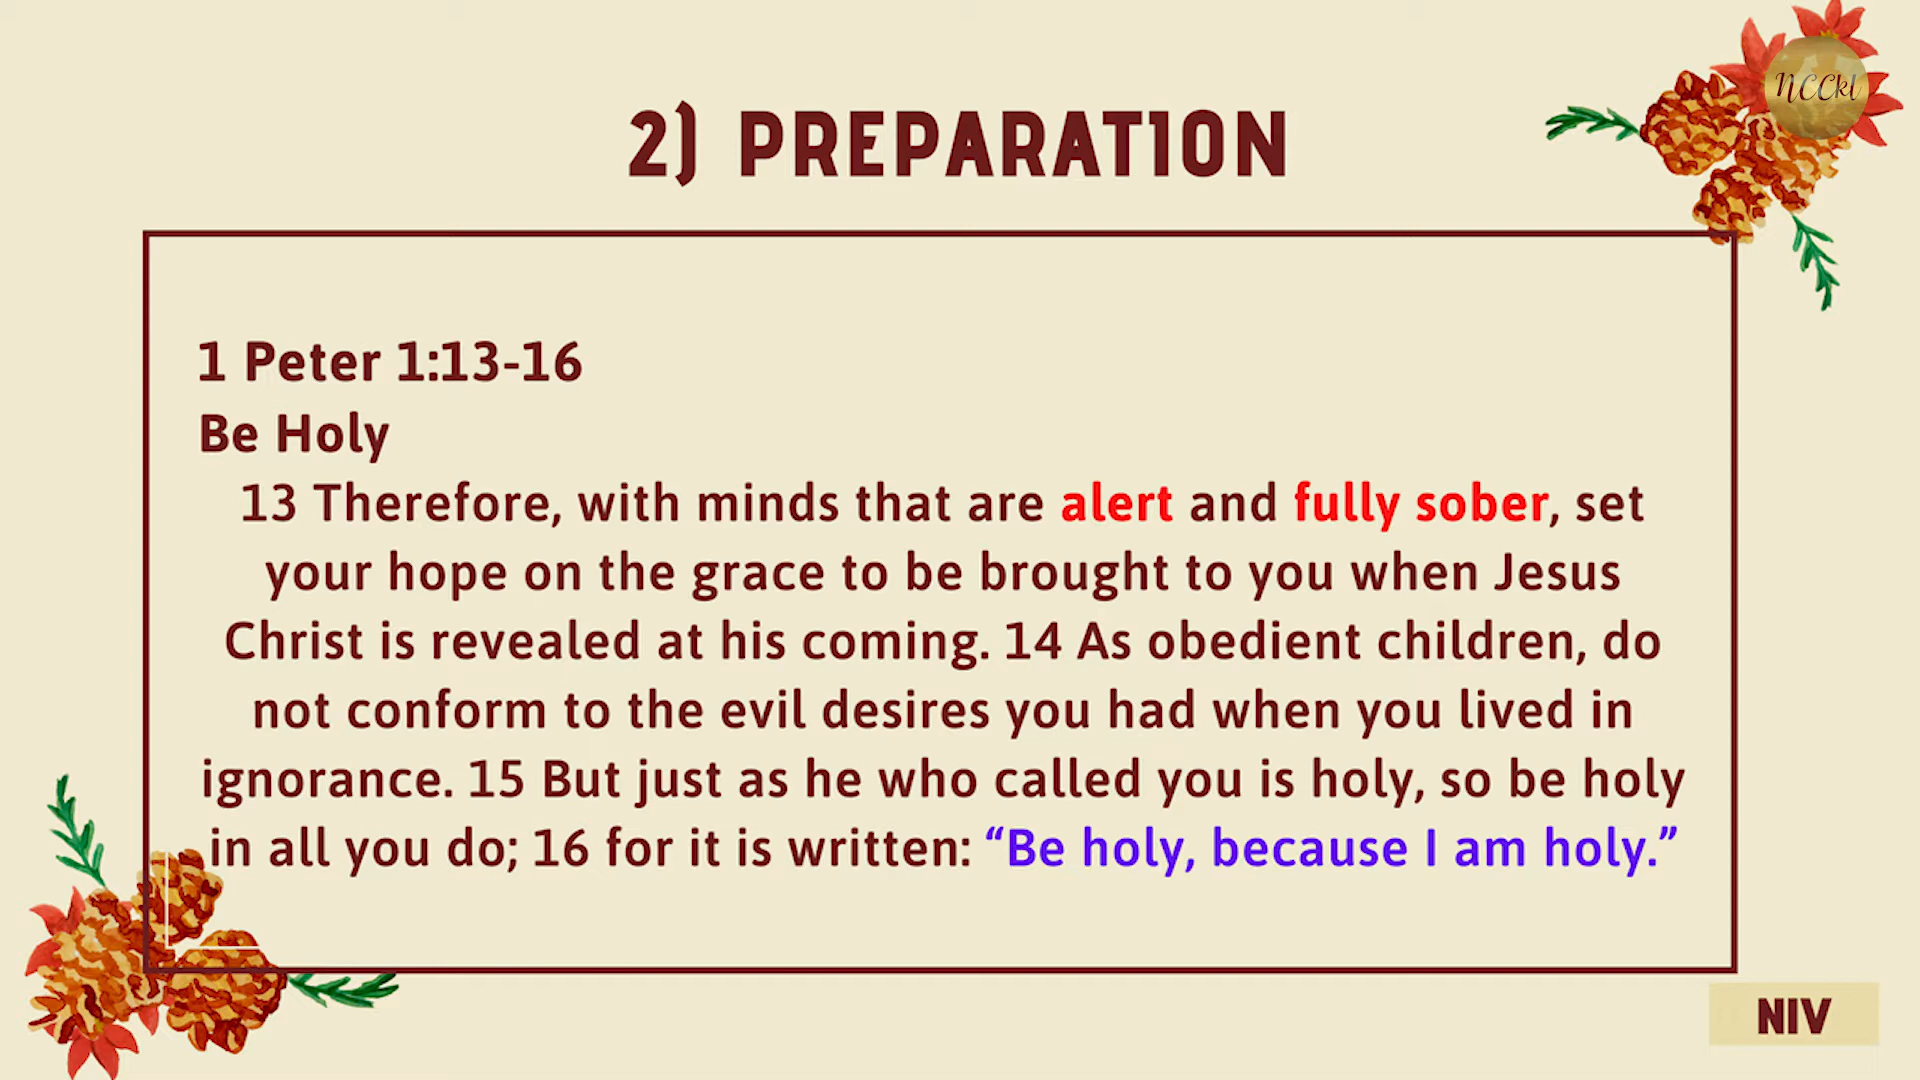 NCCkl
2) PREPARATION
1 Peter 1:13-16
Be Holy
13 Therefore, with minds that are alert and fully sober, set
your hope on the grace to be brought to you when Jesus
Christ is revealed at his coming. 14 As obedient children, do
not conform to the evil desires you had when you lived in
ignorance. 15 But just as he who called you is holy, so be holy
in all you do; 16 for it is written: “Be holy, because I am holy.”
NIV